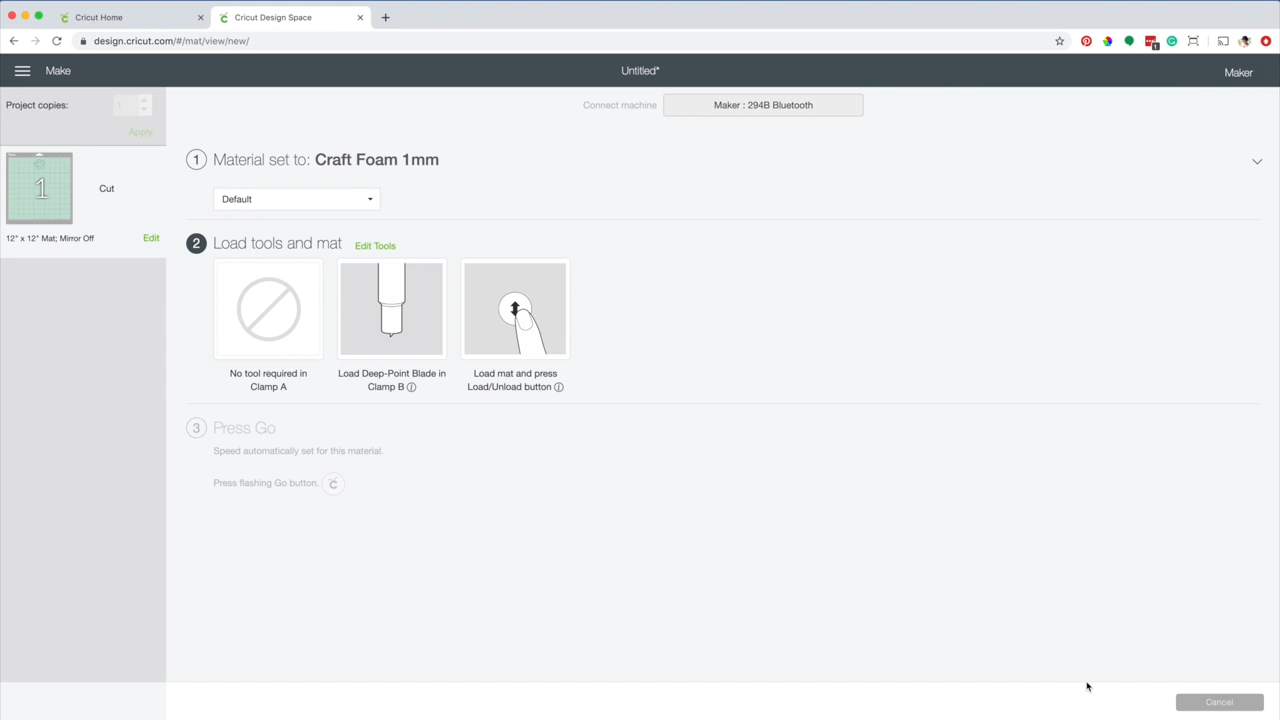 Cricut Home
Cricut Design Space
design.cricut.com/#/mat/view/new/
1
Make
Untitled*
Maker
Project copies:
1
Apply
Connect machine
Maker : 294B Bluetooth
1
Cut
12" x 12" Mat; Mirror Off
Edit
1 Material set to: Craft Foam 1mm
Default
2 Load tools and mat
Edit Tools
No tool required in
Clamp A
Load Deep-Point Blade in
Clamp B
Load mat and press
Load/Unload button
3 Press Go
Speed automatically set for this material.
Press flashing Go button.
Cancel